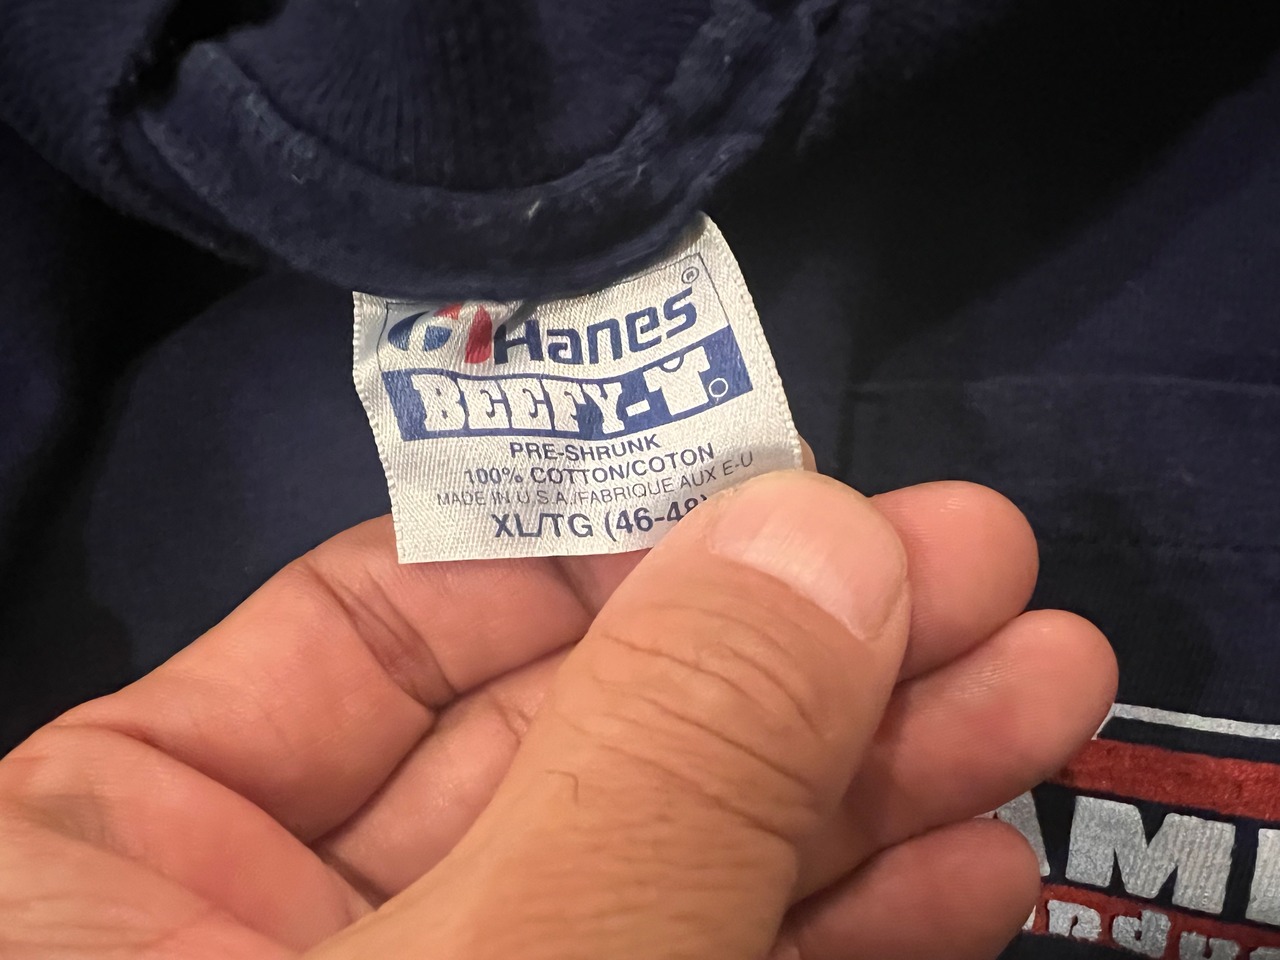 Hanes®
BEEFY-T
PRE-SHRUNK
100% COTTON/COTON
MADE IN U.S.A./FABRIQUE AUX E-U
XL/TG (46-48)